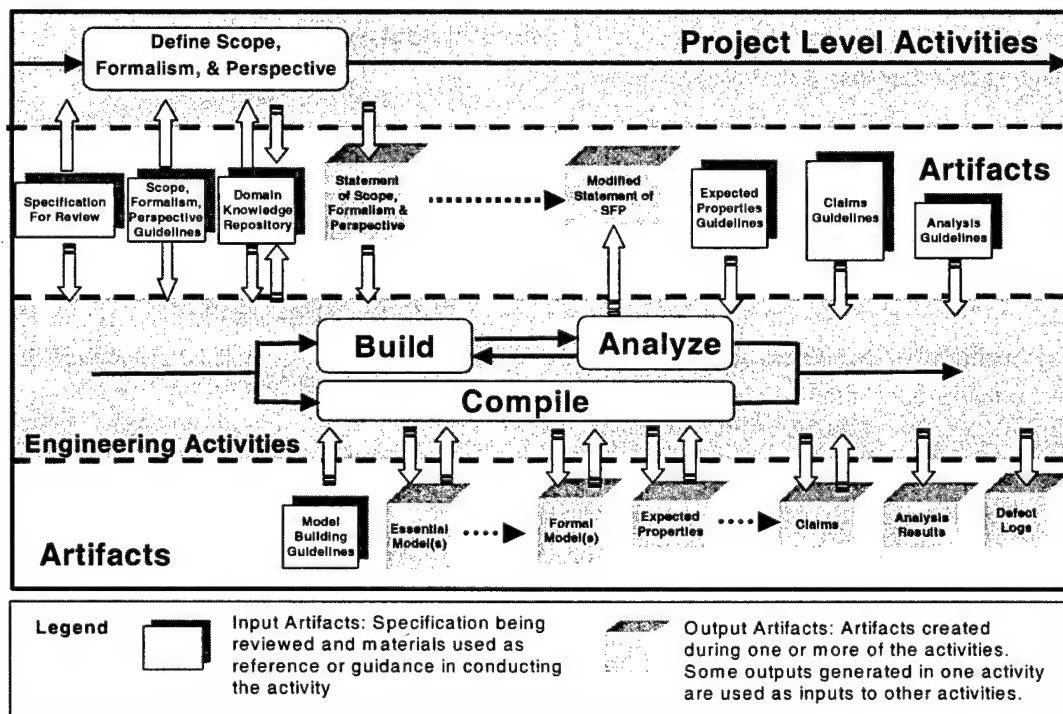 Define Scope,
Formalism, & Perspective
Project Level Activities
Specification
For Review
Scope,
Formalism,
Perspective
Guidelines
Domain
Knowledge
Repository
Statement
of Scope,
Formalism &
Perspective
Modified
Statement of
SFP
Expected
Properties
Guidelines
Claims
Guidelines
Artifacts
Analysis
Guidelines
Build
Analyze
Compile
Engineering Activities
Artifacts
Model
Building
Guidelines
Essential
Model(s)
Formal
Model(s)
Expected
Properties
Claims
Analysis
Results
Defect
Logs
Legend
Input Artifacts: Specification being
reviewed and materials used as
reference or guidance in conducting
the activity
Output Artifacts: Artifacts created
during one or more of the activities.
Some outputs generated in one activity
are used as inputs to other activities.